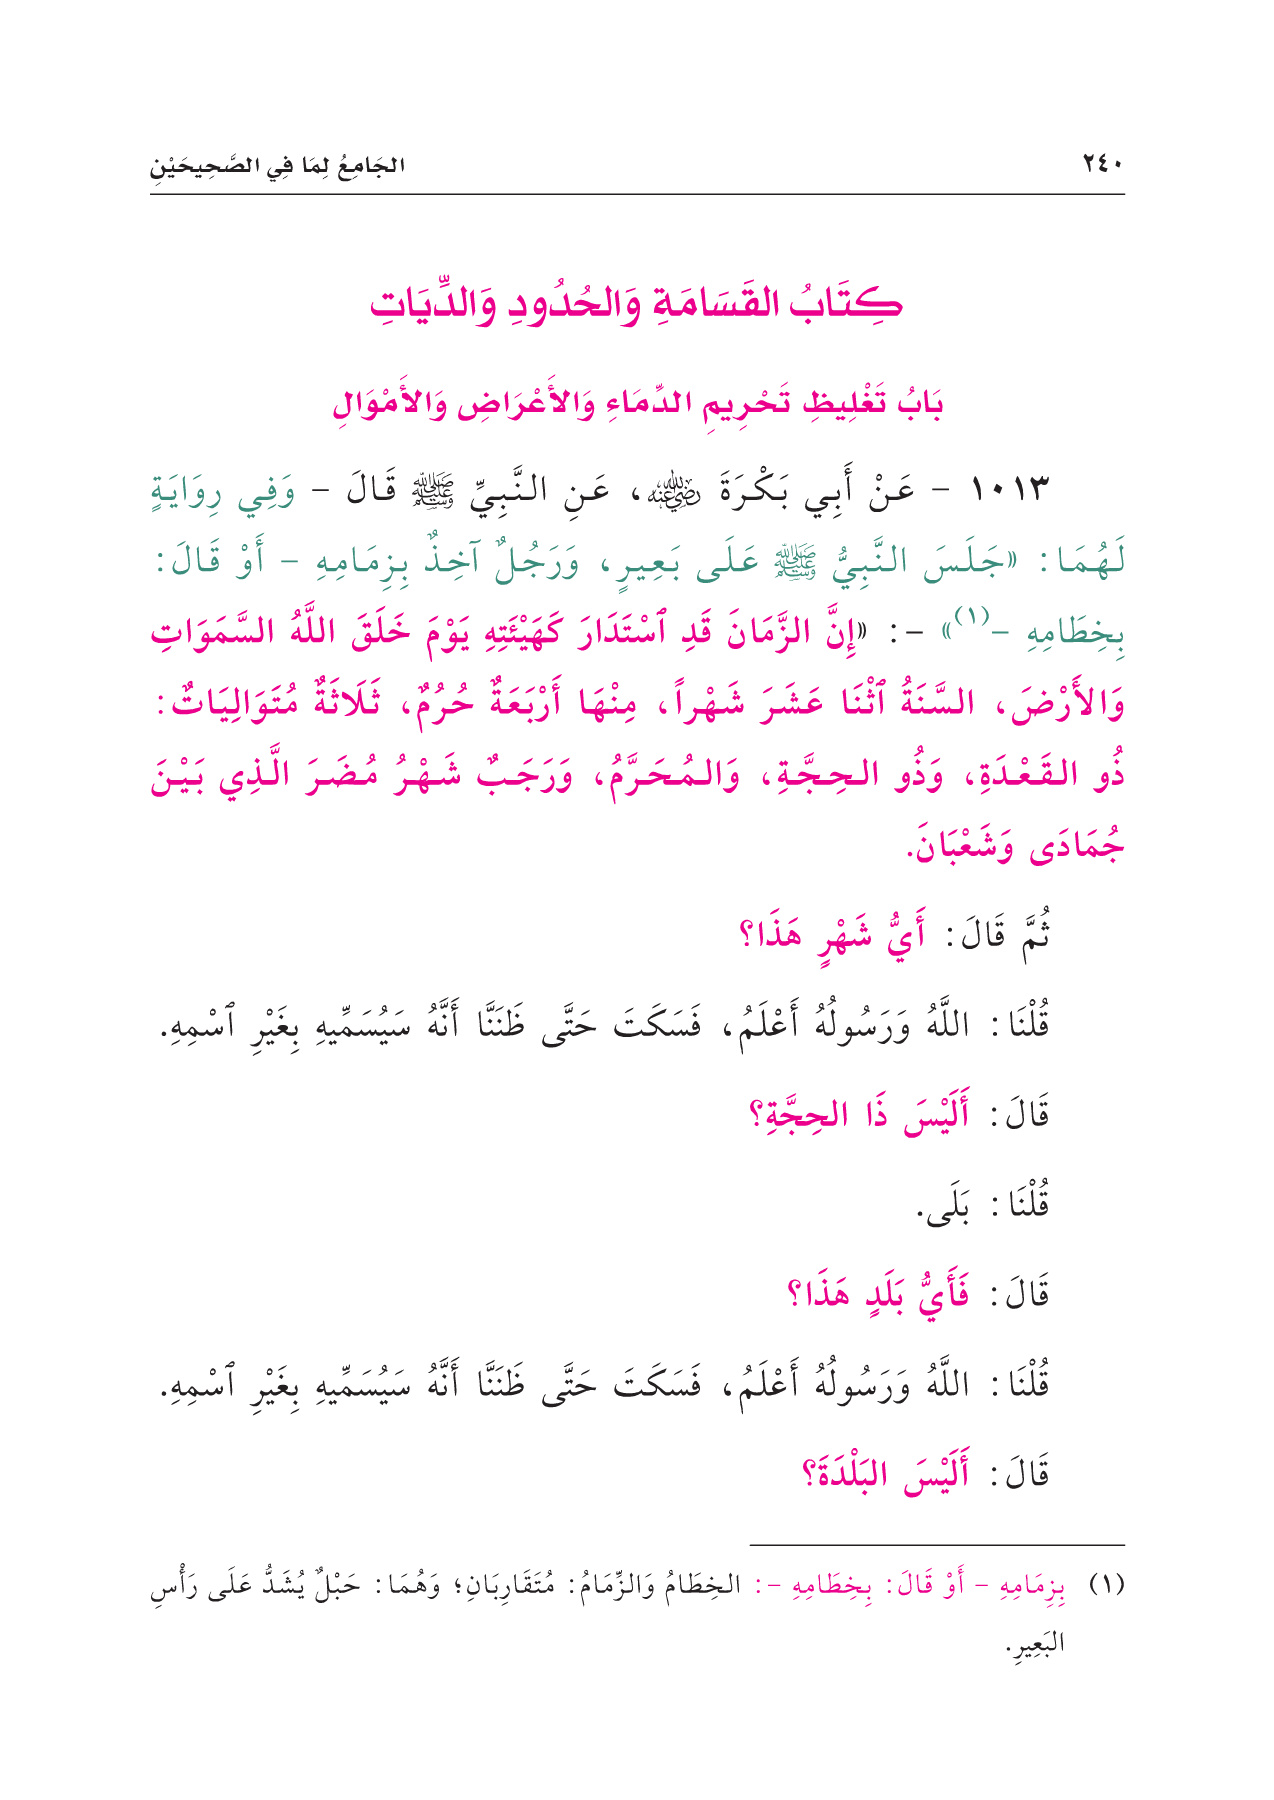 ٢٤٠ الجَامِعُ لِمَا فِي الصَّحِيحَيْنِ
كِتَابُ القَسَامَةِ وَالحُدُودِ وَالدِّيَاتِ
بَابُ تَغْلِيظِ تَحْرِيمِ الدِّمَاءِ وَالأَعْرَاضِ وَالأَمْوَالِ
١٠١٣ - عَنْ أَبِي بَكْرَةَ رضي الله عنه، عَنِ النَّبِيِّ ﷺ قَالَ - وَفِي رِوَايَةٍ
لَهُمَا: «جَلَسَ النَّبِيُّ ﷺ عَلَى بَعِيرٍ، وَرَجُلٌ آخِذٌ بِزِمَامِهِ - أَوْ قَالَ:
بِخِطَامِهِ -(١)» -: «إِنَّ الزَّمَانَ قَدِ ٱسْتَدَارَ كَهَيْئَتِهِ يَوْمَ خَلَقَ اللَّهُ السَّمَوَاتِ
وَالأَرْضَ، السَّنَةُ ٱثْنَا عَشَرَ شَهْراً، مِنْهَا أَرْبَعَةٌ حُرُمٌ، ثَلَاثَةٌ مُتَوَالِيَاتٌ:
ذُو القَعْدَةِ، وَذُو الحِجَّةِ، وَالمُحَرَّمُ، وَرَجَبٌ شَهْرُ مُضَرَ الَّذِي بَيْنَ
جُمَادَى وَشَعْبَانَ.
ثُمَّ قَالَ: أَيُّ شَهْرٍ هَذَا؟
قُلْنَا: اللَّهُ وَرَسُولُهُ أَعْلَمُ، فَسَكَتَ حَتَّى ظَنَنَّا أَنَّهُ سَيُسَمِّيهِ بِغَيْرِ ٱسْمِهِ.
قَالَ: أَلَيْسَ ذَا الحِجَّةِ؟
قُلْنَا: بَلَى.
قَالَ: فَأَيُّ بَلَدٍ هَذَا؟
قُلْنَا: اللَّهُ وَرَسُولُهُ أَعْلَمُ، فَسَكَتَ حَتَّى ظَنَنَّا أَنَّهُ سَيُسَمِّيهِ بِغَيْرِ ٱسْمِهِ.
قَالَ: أَلَيْسَ البَلْدَةَ؟
(١) بِزِمَامِهِ - أَوْ قَالَ: بِخِطَامِهِ -: الخِطَامُ وَالزِّمَامُ: مُتَقَارِبَانِ؛ وَهُمَا: حَبْلٌ يُشَدُّ عَلَى رَأْسِ
البَعِيرِ.